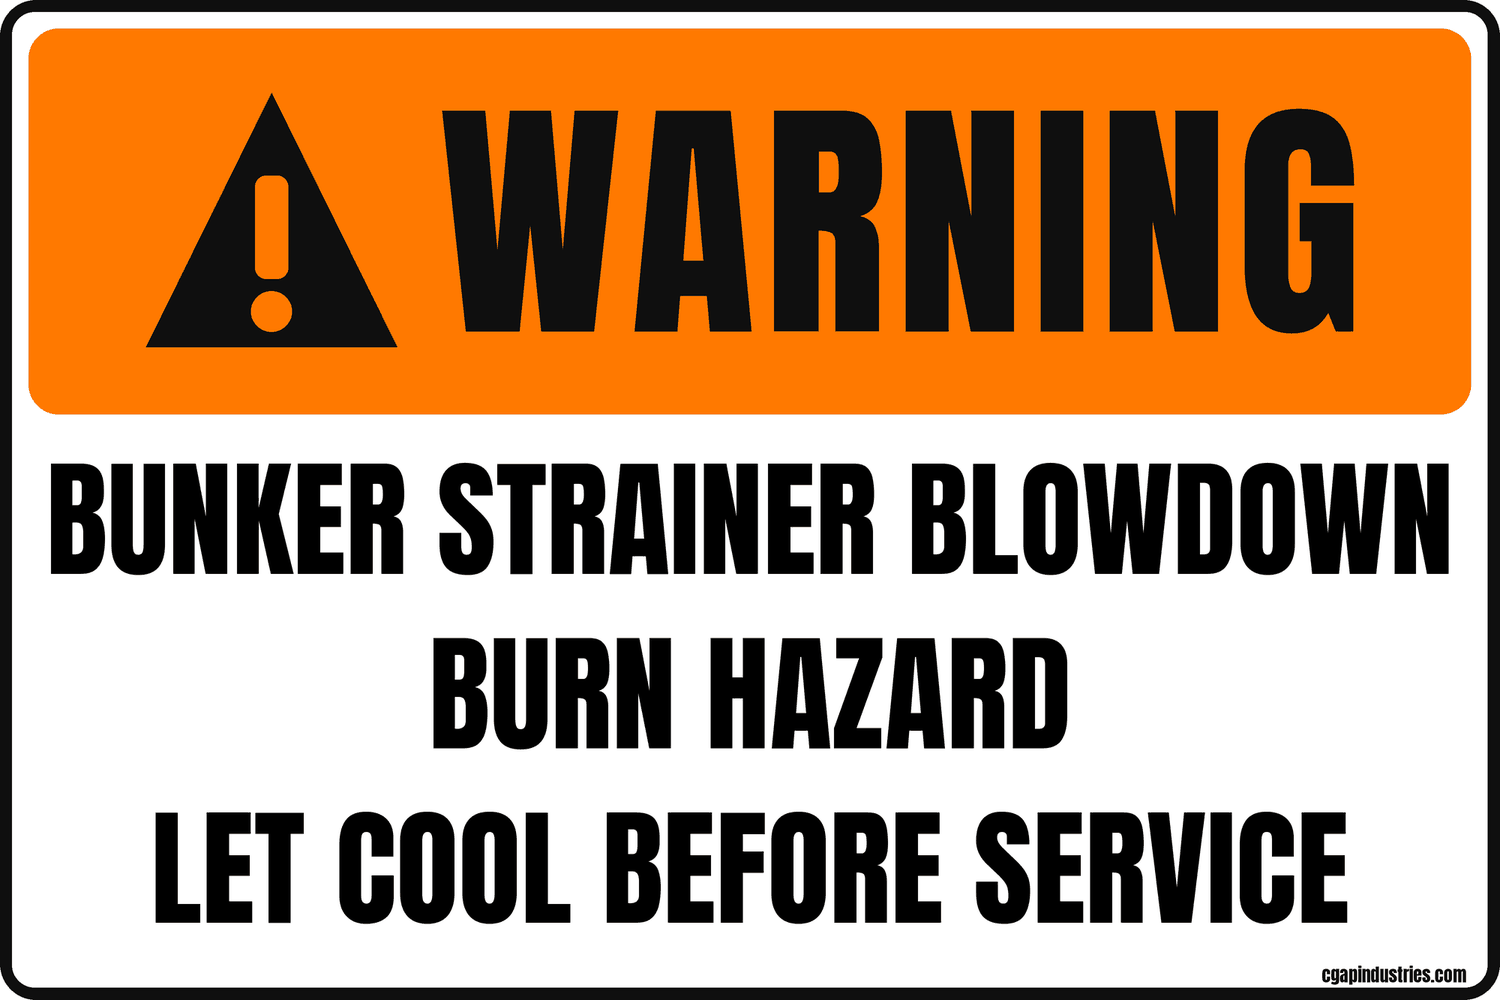 WARNING
BUNKER STRAINER BLOWDOWN
BURN HAZARD
LET COOL BEFORE SERVICE
cgapindustries.com